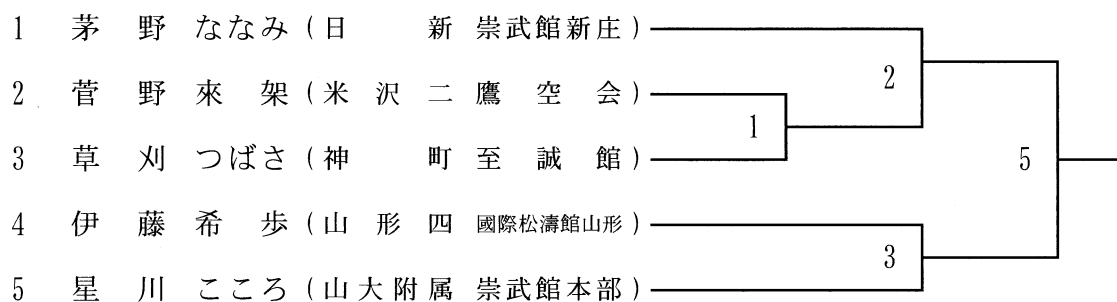 1 茅野ななみ(日新 崇武館新庄)
2 菅野來架(米沢二 鷹空会)
1
2
3 草刈つばさ(神町 至誠館)
5
4 伊藤希歩(山形四 國際松濤館山形)
3
5 星川こころ(山大附属 崇武館本部)